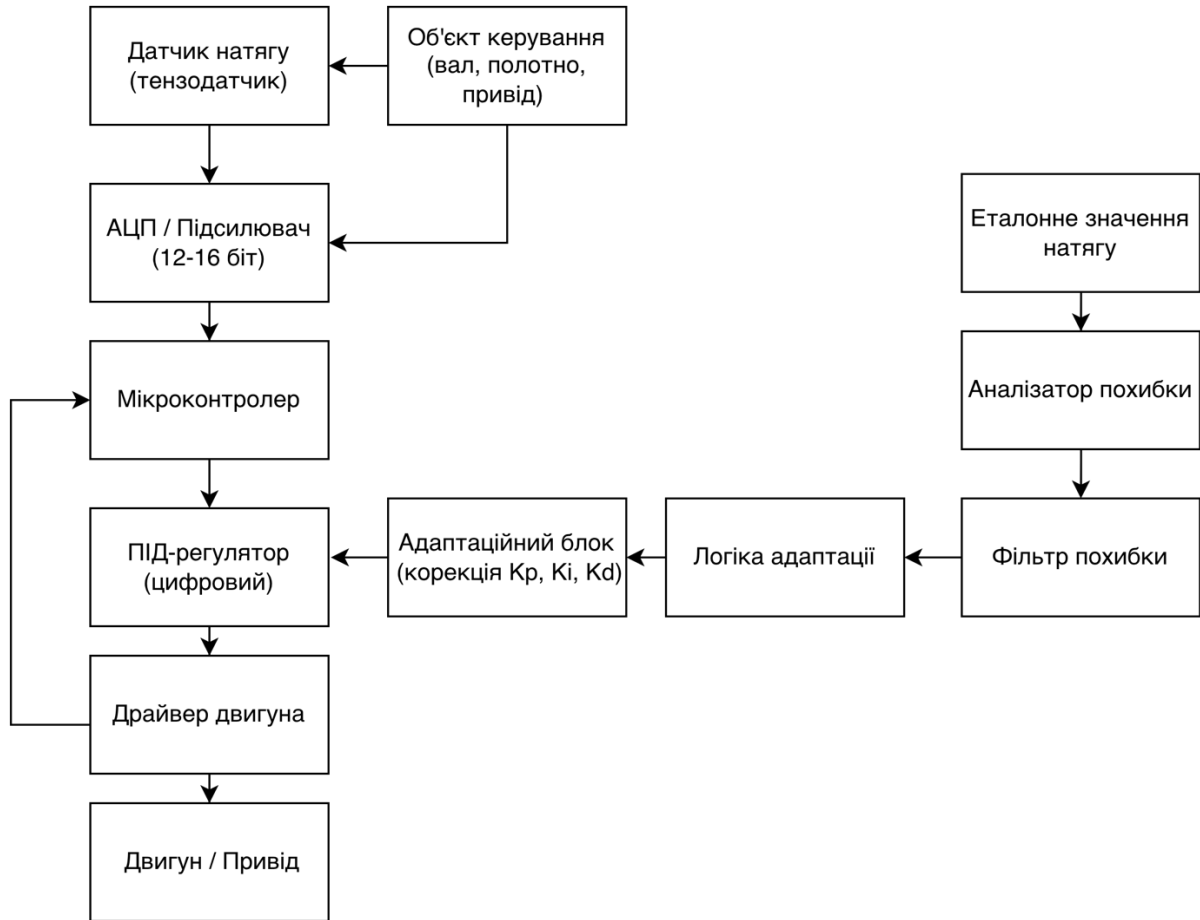 Датчик натягу
(тензодатчик)
Об'єкт керування
(вал, полотно,
привід)
АЦП / Підсилювач
(12-16 біт)
Еталонне значення
натягу
Мікроконтролер
Аналізатор похибки
ПІД-регулятор
(цифровий)
Адаптаційний блок
(корекція Kp, Ki, Kd)
Логіка адаптації
Фільтр похибки
Драйвер двигуна
Двигун / Привід